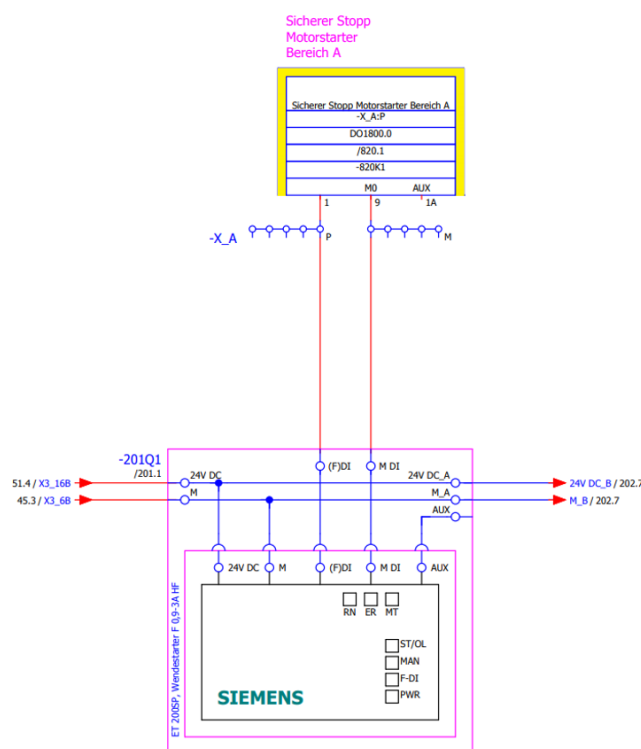 Sicherer Stopp
Motorstarter
Bereich A
Sicherer Stopp Motorstarter Bereich A
-X_A:P
DO1800.0
/820.1
-820K1
M0 AUX
1 9 1A
-X_A P M
-201Q1
/201.1
(F)DI M DI
51.4 / X3_16B 24V DC 24V DC_A 24V DC_B / 202.7
45.3 / X3_6B M M_A M_B / 202.7
AUX
24V DC M (F)DI M DI AUX
RN ER MT
ST/OL
MAN
F-DI
PWR
SIEMENS
ET 200SP, Wendestarter F 0,9-3A HF